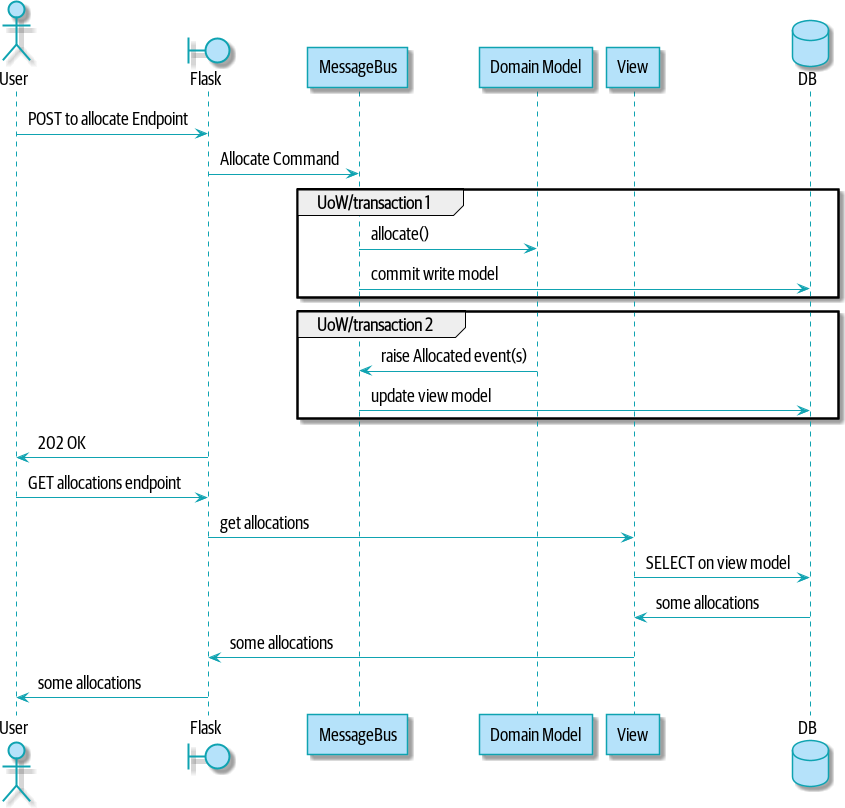 User
Flask
MessageBus
Domain Model
View
DB
POST to allocate Endpoint
Allocate Command
UoW/transaction 1
allocate()
commit write model
UoW/transaction 2
raise Allocated event(s)
update view model
202 OK
GET allocations endpoint
get allocations
SELECT on view model
some allocations
some allocations
some allocations
User
Flask
MessageBus
Domain Model
View
DB